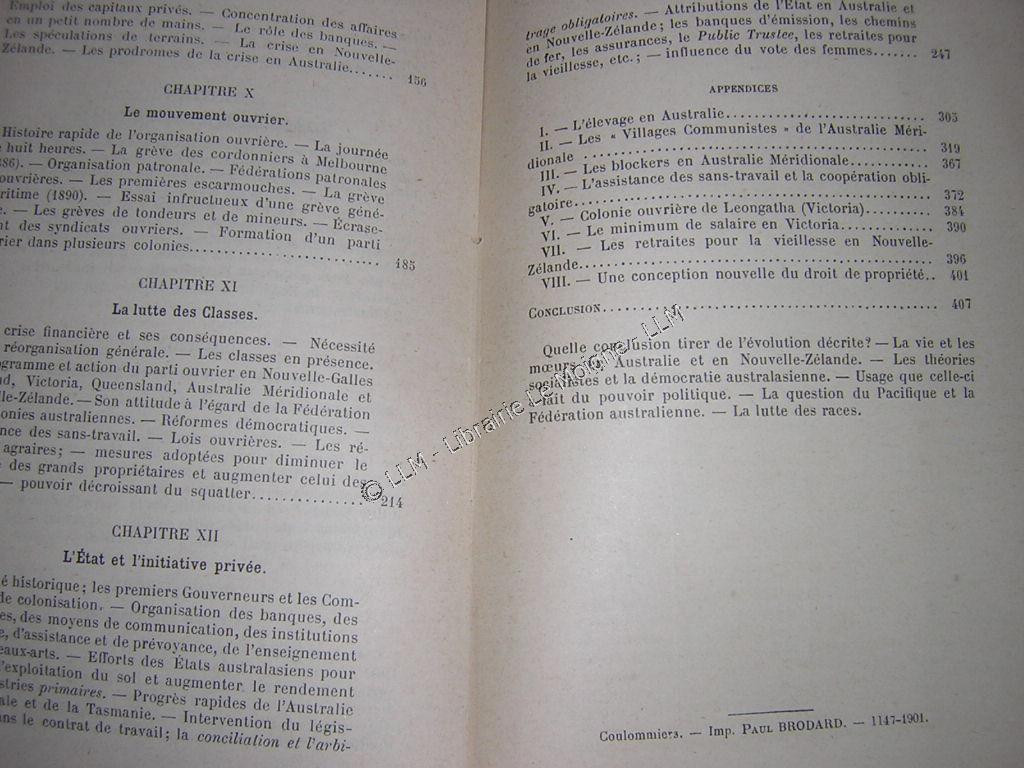 Emploi des capitaux privés. — Concentration des affaires
en un petit nombre de mains. — Le rôle des banques. —
Les spéculations de terrains. — La crise en Nouvelle-
Zélande. — Les prodromes de la crise en Australie....... 156
CHAPITRE X
Le mouvement ouvrier.
Histoire rapide de l'organisation ouvrière. — La journée
huit heures. — La grève des cordonniers à Melbourne
86). — Organisation patronale. — Fédérations patronales
ouvrières. — Les premières escarmouches. — La grève
ritime (1890). — Essai infructueux d'une grève géné-
e. — Les grèves de tondeurs et de mineurs. — Écrase-
nt des syndicats ouvriers. — Formation d'un parti
rier dans plusieurs colonies.............................. 185
CHAPITRE XI
La lutte des Classes.
crise financière et ses conséquences. — Nécessité
réorganisation générale. — Les classes en présence.
ogramme et action du parti ouvrier en Nouvelle-Galles
d, Victoria, Queensland, Australie Méridionale et
lle-Zélande. — Son attitude à l'égard de la Fédération
onies australiennes. — Réformes démocratiques. —
nce des sans-travail. — Lois ouvrières. — Les ré-
agraires; — mesures adoptées pour diminuer le
des grands propriétaires et augmenter celui des
— pouvoir décroissant du squatter................ 214
CHAPITRE XII
L'État et l'initiative privée.
é historique; les premiers Gouverneurs et les Com-
de colonisation. — Organisation des banques, des
es, des moyens de communication, des institutions
e, d'assistance et de prévoyance, de l'enseignement
eaux-arts. — Efforts des États australasiens pour
l'exploitation du sol et augmenter le rendement
stries primaires. — Progrès rapides de l'Australie
ale et de la Tasmanie. — Intervention du légis-
ans le contrat de travail; la conciliation et l'arbi-
trage obligatoires. — Attributions de l'État en Australie et
en Nouvelle-Zélande; les banques d'émission, les chemins
de fer, les assurances, le Public Trustee, les retraites pour
la vieillesse, etc.; — influence du vote des femmes....... 247
APPENDICES
I. — L'élevage en Australie............................ 303
II. — Les « Villages Communistes » de l'Australie Méri-
dionale ................................................ 319
III. — Les blockers en Australie Méridionale............ 367
IV. — L'assistance des sans-travail et la coopération obli-
gatoire................................................. 372
V. — Colonie ouvrière de Leongatha (Victoria).......... 384
VI. — Le minimum de salaire en Victoria............. 390
VII. — Les retraites pour la vieillesse en Nouvelle-
Zélande................................................. 396
VIII. — Une conception nouvelle du droit de propriété.. 401
CONCLUSION.............................................. 407
Quelle conclusion tirer de l'évolution décrite? — La vie et les
mœurs en Australie et en Nouvelle-Zélande. — Les théories
socialistes et la démocratie australasienne. — Usage que celle-ci
fait du pouvoir politique. — La question du Pacifique et la
Fédération australienne. — La lutte des races.
Coulommiers. — Imp. PAUL BRODARD. — 1147-1901.
© LLM - Librairie Le Moigne LLM